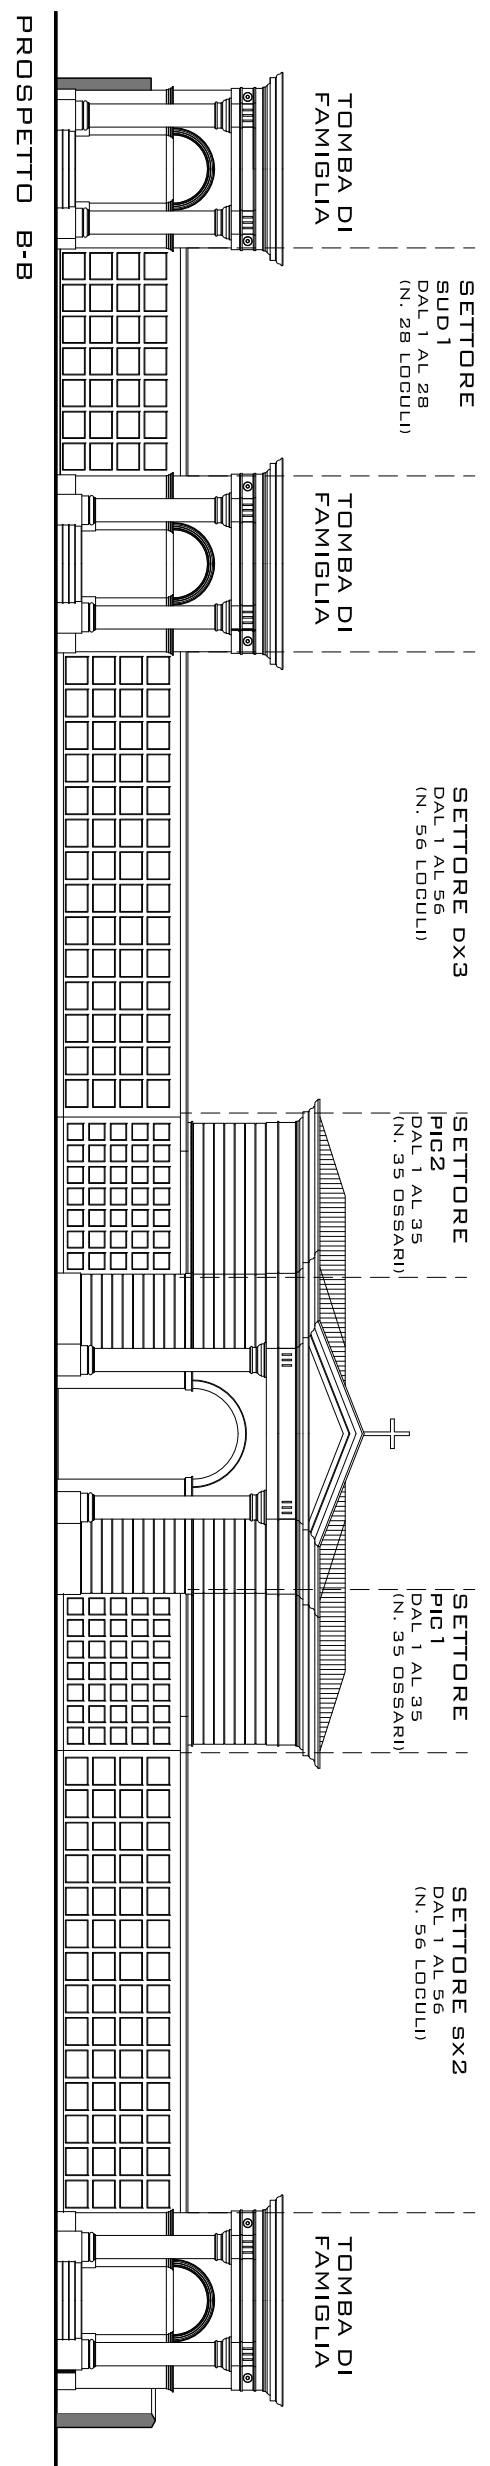 TOMBA DI
FAMIGLIA
SETTORE
SUD1
DAL 1 AL 28
(N. 28 LOCULI)
TOMBA DI
FAMIGLIA
SETTORE DX3
DAL 1 AL 56
(N. 56 LOCULI)
SETTORE
PIC2
DAL 1 AL 35
(N. 35 OSSARI)
SETTORE
PIC1
DAL 1 AL 35
(N. 35 OSSARI)
SETTORE SX2
DAL 1 AL 56
(N. 56 LOCULI)
TOMBA DI
FAMIGLIA
PROSPETTO B-B